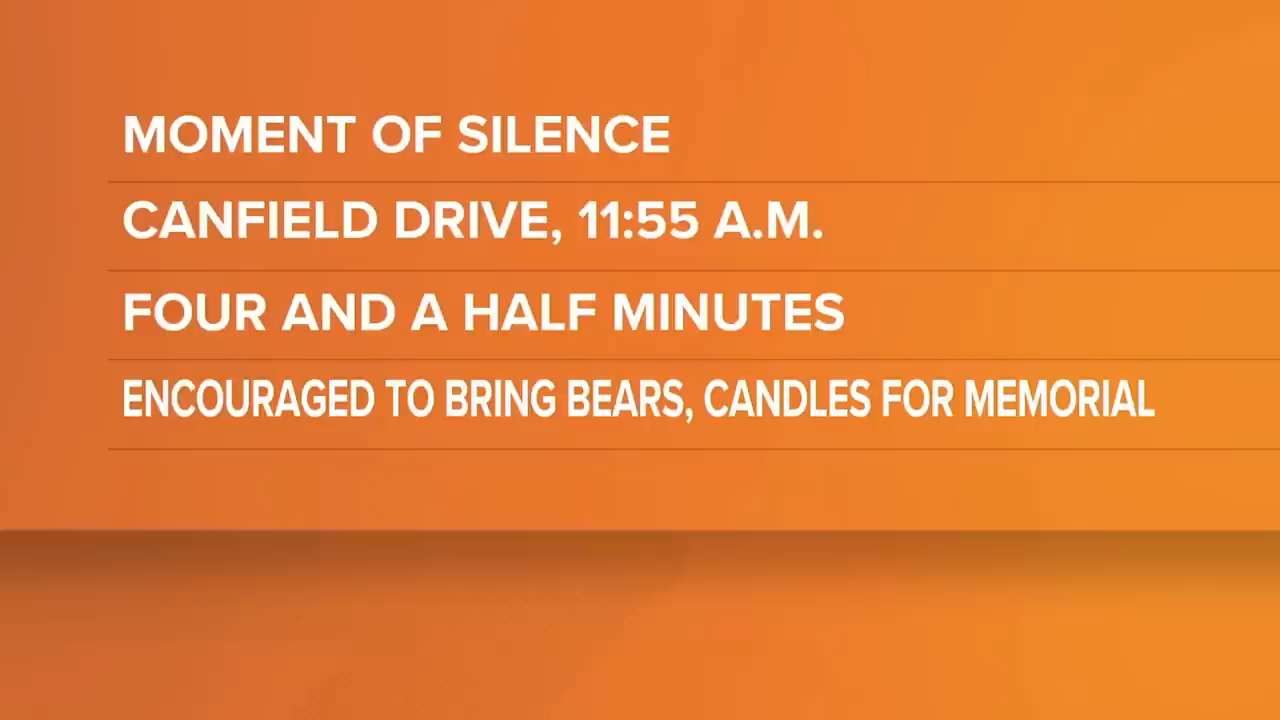 MOMENT OF SILENCE
CANFIELD DRIVE, 11:55 A.M.
FOUR AND A HALF MINUTES
ENCOURAGED TO BRING BEARS, CANDLES FOR MEMORIAL